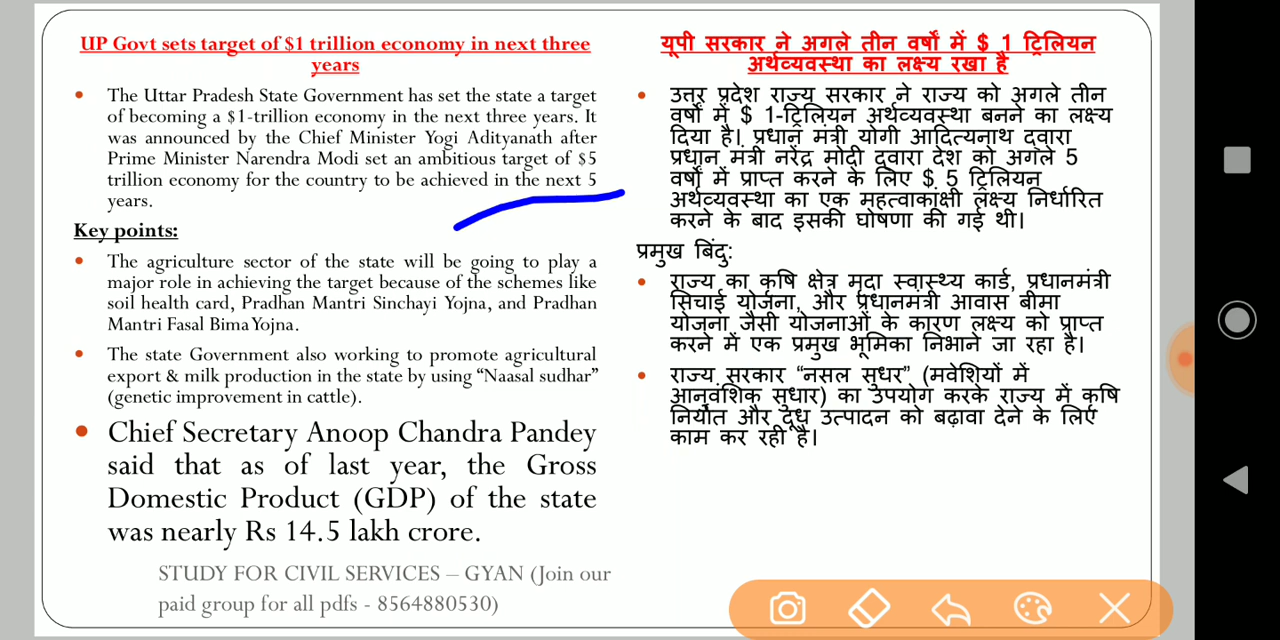 UP Govt sets target of $1 trillion economy in next three
years
The Uttar Pradesh State Government has set the state a target
of becoming a $1-trillion economy in the next three years. It
was announced by the Chief Minister Yogi Adityanath after
Prime Minister Narendra Modi set an ambitious target of $5
trillion economy for the country to be achieved in the next 5
years.
Key points:
The agriculture sector of the state will be going to play a
major role in achieving the target because of the schemes like
soil health card, Pradhan Mantri Sinchayi Yojna, and Pradhan
Mantri Fasal Bima Yojna.
The state Government also working to promote agricultural
export & milk production in the state by using “Naasal sudhar”
(genetic improvement in cattle).
Chief Secretary Anoop Chandra Pandey
said that as of last year, the Gross
Domestic Product (GDP) of the state
was nearly Rs 14.5 lakh crore.
STUDY FOR CIVIL SERVICES – GYAN (Join our
paid group for all pdfs - 8564880530)
यूपी सरकार ने अगले तीन वर्षों में $ 1 ट्रिलियन
अर्थव्यवस्था का लक्ष्य रखा है
उत्तर प्रदेश राज्य सरकार ने राज्य को अगले तीन
वर्षों में $ 1-ट्रिलियन अर्थव्यवस्था बनने का लक्ष्य
दिया है। प्रधान मंत्री योगी आदित्यनाथ द्वारा
प्रधान मंत्री नरेंद्र मोदी द्वारा देश को अगले 5
वर्षों में प्राप्त करने के लिए $ 5 ट्रिलियन
अर्थव्यवस्था का एक महत्वाकांक्षी लक्ष्य निर्धारित
करने के बाद इसकी घोषणा की गई थी।
प्रमुख बिंदु:
राज्य का कृषि क्षेत्र मृदा स्वास्थ्य कार्ड, प्रधानमंत्री
सिंचाई योजना, और प्रधानमंत्री आवास बीमा
योजना जैसी योजनाओं के कारण लक्ष्य को प्राप्त
करने में एक प्रमुख भूमिका निभाने जा रहा है।
राज्य सरकार “नसल सुधर” (मवेशियों में
आनुवंशिक सुधार) का उपयोग करके राज्य में कृषि
निर्यात और दूध उत्पादन को बढ़ावा देने के लिए
काम कर रही है।